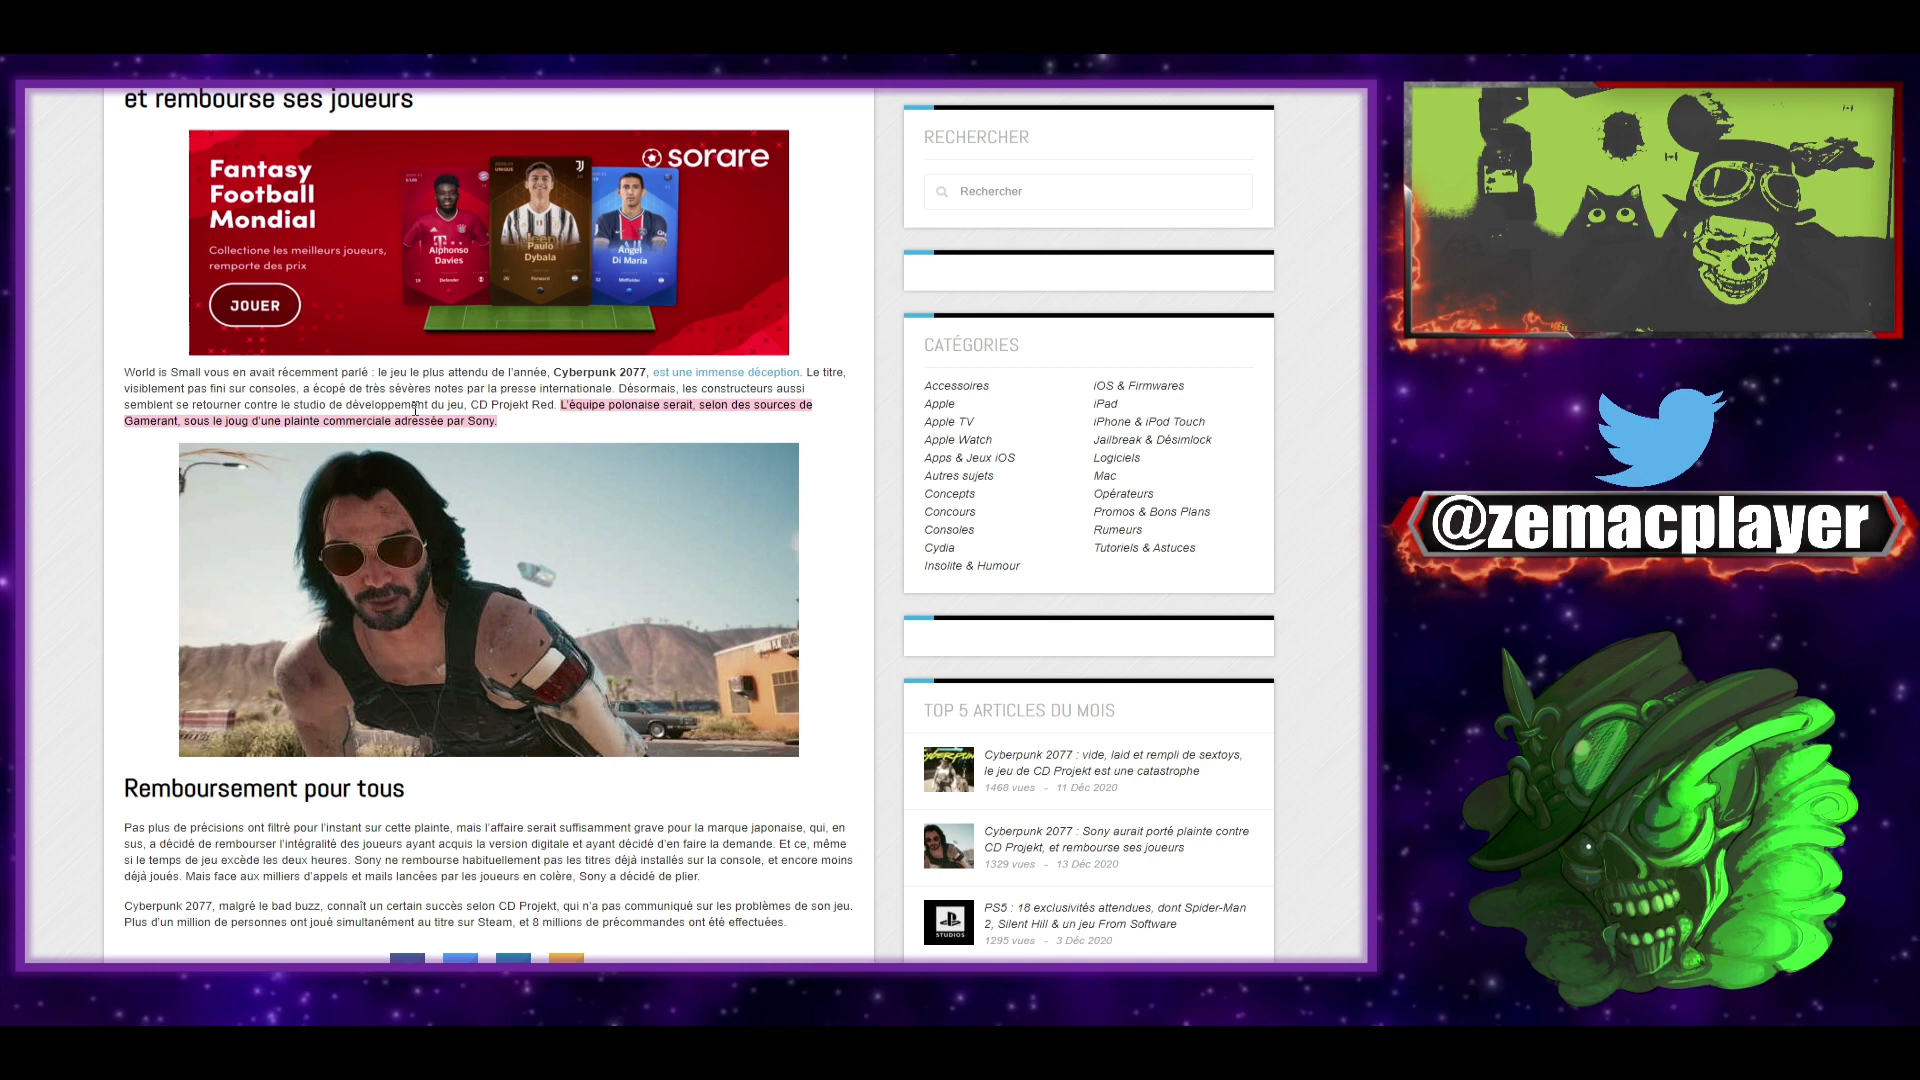 et rembourse ses joueurs
Fantasy
Football
Mondial
Collectione les meilleurs joueurs,
remporte des prix
JOUER
sorare
Alphonso
Davies
Paulo
Dybala
Ángel
Di María
World is Small vous en avait récemment parlé : le jeu le plus attendu de l'année, Cyberpunk 2077, est une immense déception. Le titre,
visiblement pas fini sur consoles, a écopé de très sévères notes par la presse internationale. Désormais, les constructeurs aussi
semblent se retourner contre le studio de développement du jeu, CD Projekt Red. L'équipe polonaise serait, selon des sources de
Gamerant, sous le joug d'une plainte commerciale adressée par Sony.
Remboursement pour tous
Pas plus de précisions ont filtré pour l'instant sur cette plainte, mais l'affaire serait suffisamment grave pour la marque japonaise, qui, en
sus, a décidé de rembourser l'intégralité des joueurs ayant acquis la version digitale et ayant décidé d'en faire la demande. Et ce, même
si le temps de jeu excède les deux heures. Sony ne rembourse habituellement pas les titres déjà installés sur la console, et encore moins
déjà joués. Mais face aux milliers d'appels et mails lancées par les joueurs en colère, Sony a décidé de plier.
Cyberpunk 2077, malgré le bad buzz, connaît un certain succès selon CD Projekt, qui n'a pas communiqué sur les problèmes de son jeu.
Plus d'un million de personnes ont joué simultanément au titre sur Steam, et 8 millions de précommandes ont été effectuées.
RECHERCHER
Rechercher
CATÉGORIES
Accessoires
Apple
Apple TV
Apple Watch
Apps & Jeux iOS
Autres sujets
Concepts
Concours
Consoles
Cydia
Insolite & Humour
iOS & Firmwares
iPad
iPhone & iPod Touch
Jailbreak & Désimlock
Logiciels
Mac
Opérateurs
Promos & Bons Plans
Rumeurs
Tutoriels & Astuces
TOP 5 ARTICLES DU MOIS
Cyberpunk 2077 : vide, laid et rempli de sextoys,
le jeu de CD Projekt est une catastrophe
1468 vues - 11 Déc 2020
Cyberpunk 2077 : Sony aurait porté plainte contre
CD Projekt, et rembourse ses joueurs
1329 vues - 13 Déc 2020
STUDIOS
PS5 : 18 exclusivités attendues, dont Spider-Man
2, Silent Hill & un jeu From Software
1295 vues - 3 Déc 2020
@zemacplayer